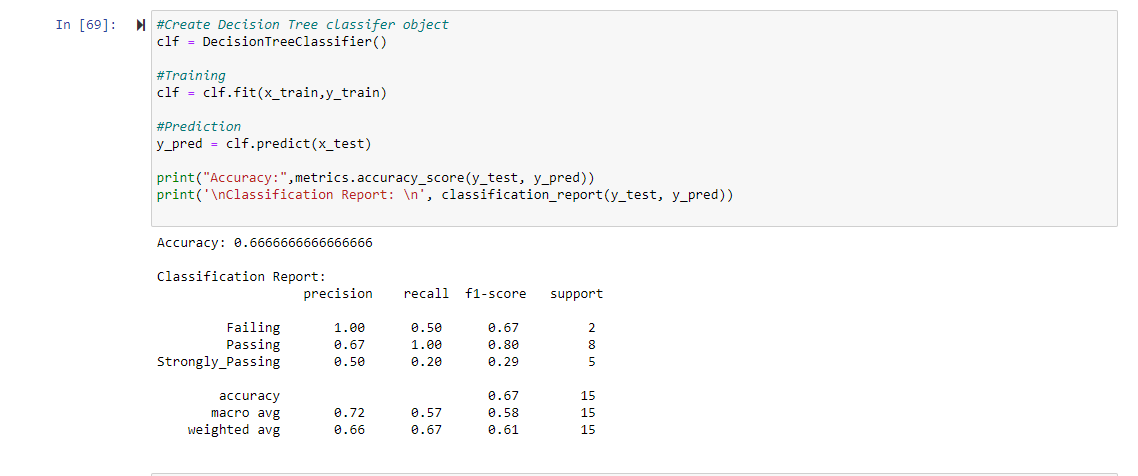 In [69]:
#Create Decision Tree classifer object
clf = DecisionTreeClassifier()
#Training
clf = clf.fit(x_train,y_train)
#Prediction
y_pred = clf.predict(x_test)
print("Accuracy:",metrics.accuracy_score(y_test, y_pred))
print('\nClassification Report: \n', classification_report(y_test, y_pred))
Accuracy: 0.6666666666666666
Classification Report:
precision recall f1-score support
Failing 1.00 0.50 0.67 2
Passing 0.67 1.00 0.80 8
Strongly_Passing 0.50 0.20 0.29 5
accuracy 0.67 15
macro avg 0.72 0.57 0.58 15
weighted avg 0.66 0.67 0.61 15